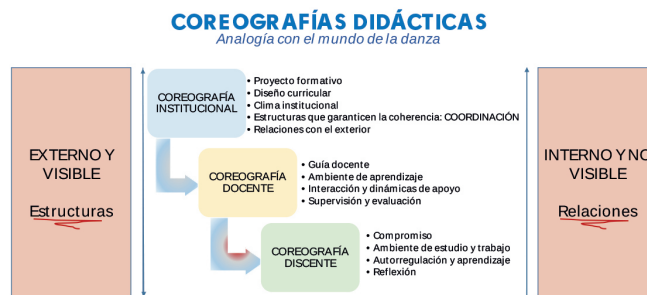 COREOGRAFÍAS DIDÁCTICAS
Analogía con el mundo de la danza
EXTERNO Y
VISIBLE
Estructuras
COREOGRAFÍA
INSTITUCIONAL
• Proyecto formativo
• Diseño curricular
• Clima institucional
• Estructuras que garanticen la coherencia: COORDINACIÓN
• Relaciones con el exterior
COREOGRAFÍA
DOCENTE
• Guía docente
• Ambiente de aprendizaje
• Interacción y dinámicas de apoyo
• Supervisión y evaluación
COREOGRAFÍA
DISCENTE
• Compromiso
• Ambiente de estudio y trabajo
• Autorregulación y aprendizaje
• Reflexión
INTERNO Y NO
VISIBLE
Relaciones